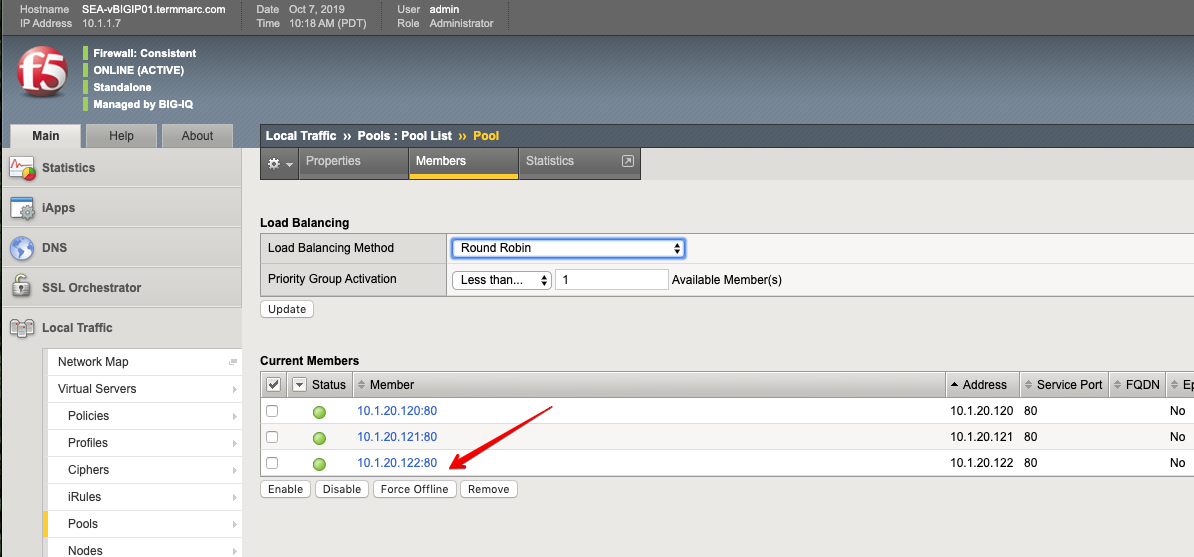 Hostname SEA-vBIGIP01.termmarc.com Date Oct 7, 2019 User admin
IP Address 10.1.1.7 Time 10:18 AM (PDT) Role Administrator
f5
Firewall: Consistent
ONLINE (ACTIVE)
Standalone
Managed by BIG-IQ
Main Help About
Statistics
iApps
DNS
SSL Orchestrator
Local Traffic
Network Map
Virtual Servers
Policies
Profiles
Ciphers
iRules
Pools
Nodes
Local Traffic ›› Pools : Pool List ›› Pool
Properties Members Statistics
Load Balancing
Load Balancing Method Round Robin
Priority Group Activation Less than... 1 Available Member(s)
Update
Current Members
Status Member Address Service Port FQDN Ep
10.1.20.120:80 10.1.20.120 80 No
10.1.20.121:80 10.1.20.121 80 No
10.1.20.122:80 10.1.20.122 80 No
Enable Disable Force Offline Remove